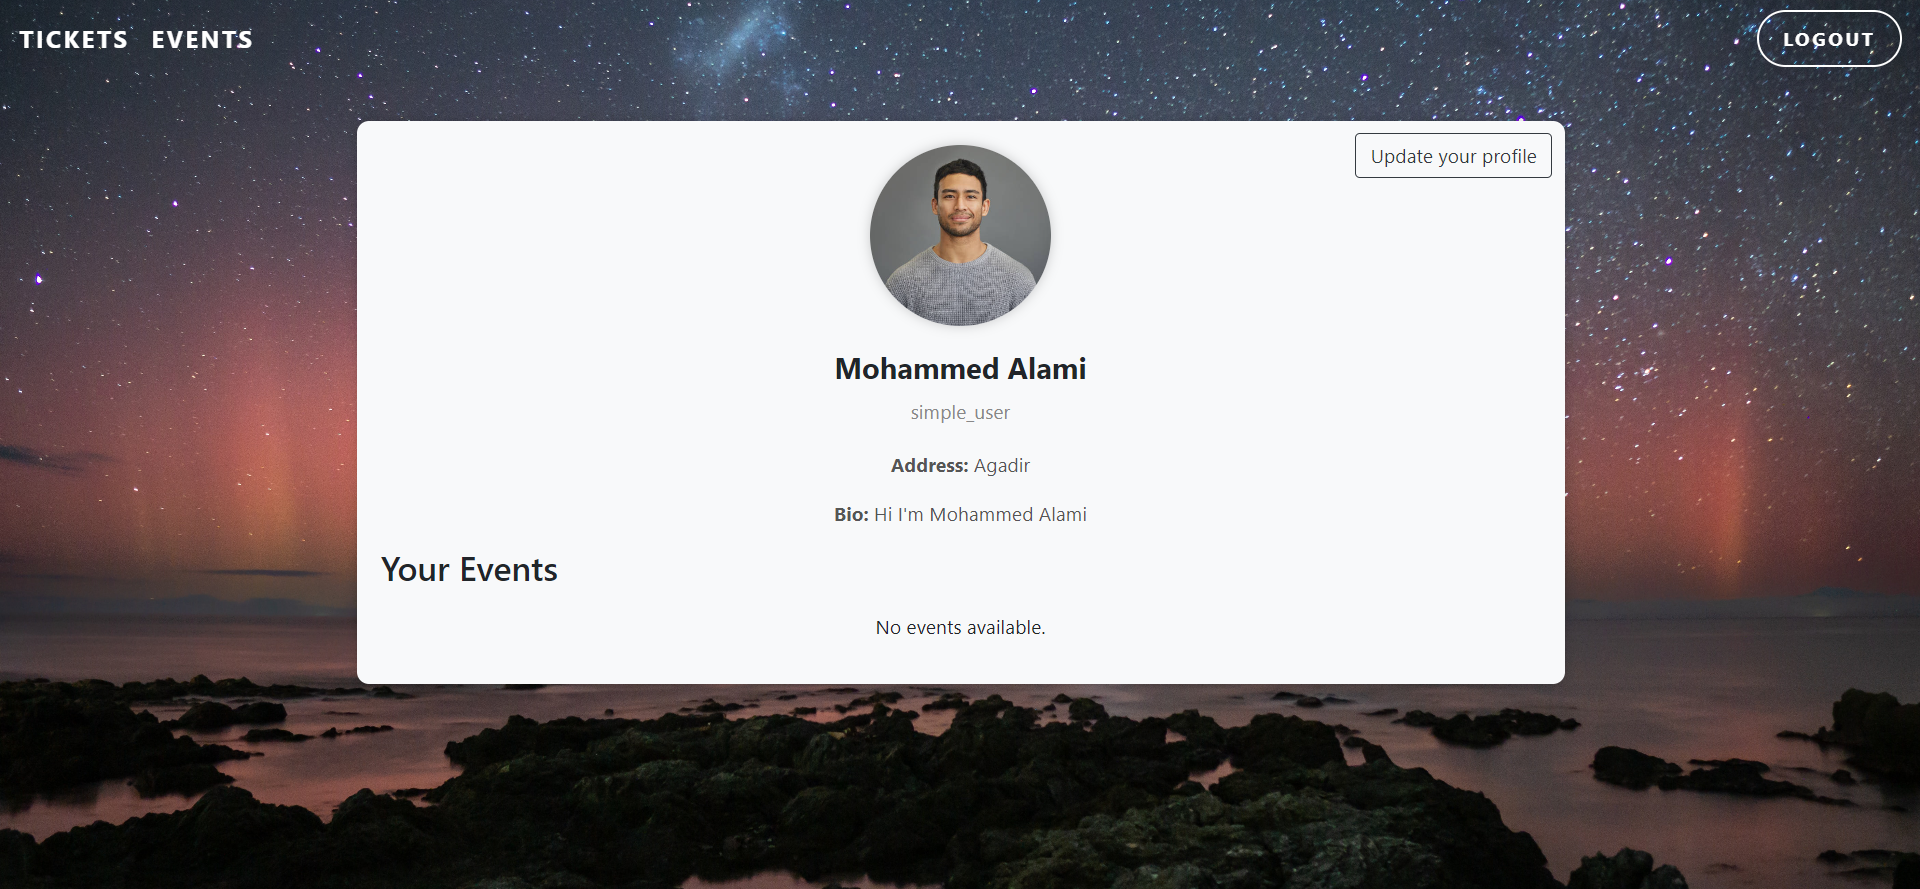 TICKETS EVENTS LOGOUT
Update your profile
Mohammed Alami
simple_user
Address: Agadir
Bio: Hi I'm Mohammed Alami
Your Events
No events available.